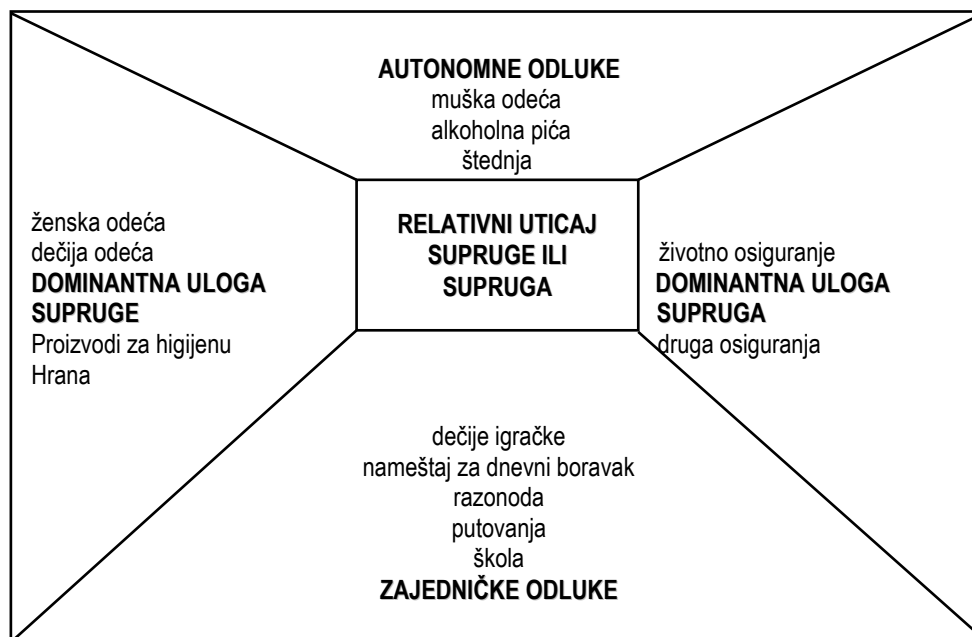 AUTONOMNE ODLUKE
muška odeća
alkoholna pića
štednja
ženska odeća
dečija odeća
DOMINANTNA ULOGA
SUPRUGE
Proizvodi za higijenu
Hrana
RELATIVNI UTICAJ
SUPRUGE ILI
SUPRUGA
životno osiguranje
DOMINANTNA ULOGA
SUPRUGA
druga osiguranja
dečije igračke
nameštaj za dnevni boravak
razonoda
putovanja
škola
ZAJEDNIČKE ODLUKE